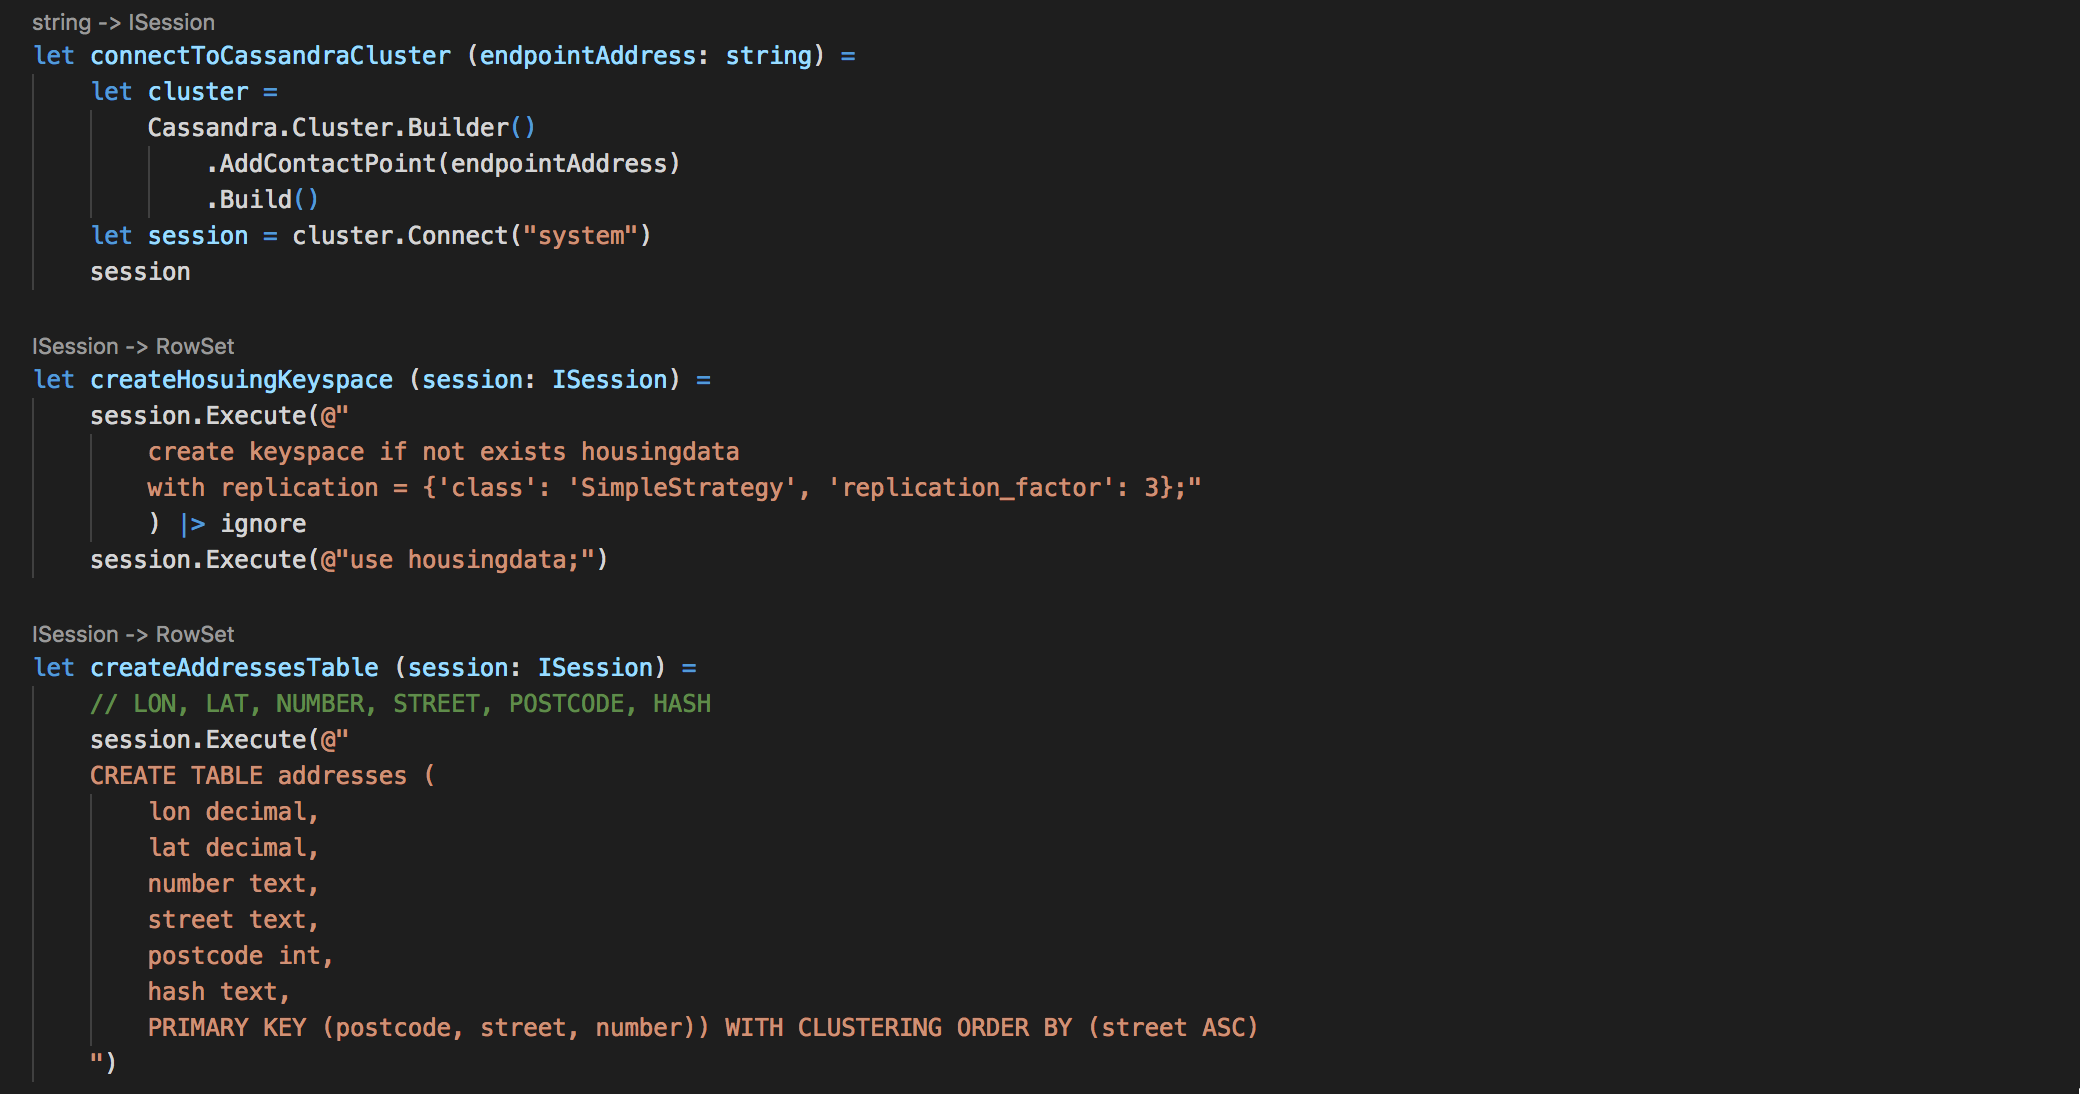 string -> ISession
let connectToCassandraCluster (endpointAddress: string) =
let cluster =
Cassandra.Cluster.Builder()
.AddContactPoint(endpointAddress)
.Build()
let session = cluster.Connect("system")
session
ISession -> RowSet
let createHosuingKeyspace (session: ISession) =
session.Execute(@"
create keyspace if not exists housingdata
with replication = {'class': 'SimpleStrategy', 'replication_factor': 3};"
) |> ignore
session.Execute(@"use housingdata;")
ISession -> RowSet
let createAddressesTable (session: ISession) =
// LON, LAT, NUMBER, STREET, POSTCODE, HASH
session.Execute(@"
CREATE TABLE addresses (
lon decimal,
lat decimal,
number text,
street text,
postcode int,
hash text,
PRIMARY KEY (postcode, street, number)) WITH CLUSTERING ORDER BY (street ASC)
")